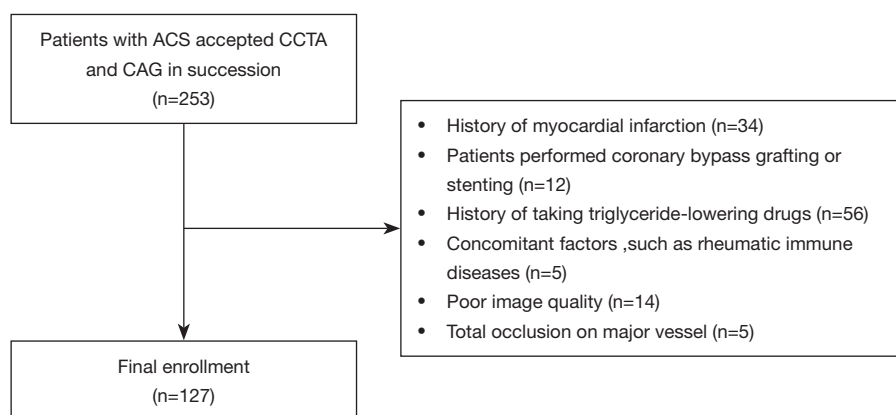 Patients with ACS accepted CCTA
and CAG in succession
(n=253)
• History of myocardial infarction (n=34)
• Patients performed coronary bypass grafting or
stenting (n=12)
• History of taking triglyceride-lowering drugs (n=56)
• Concomitant factors ,such as rheumatic immune
diseases (n=5)
• Poor image quality (n=14)
• Total occlusion on major vessel (n=5)
Final enrollment
(n=127)